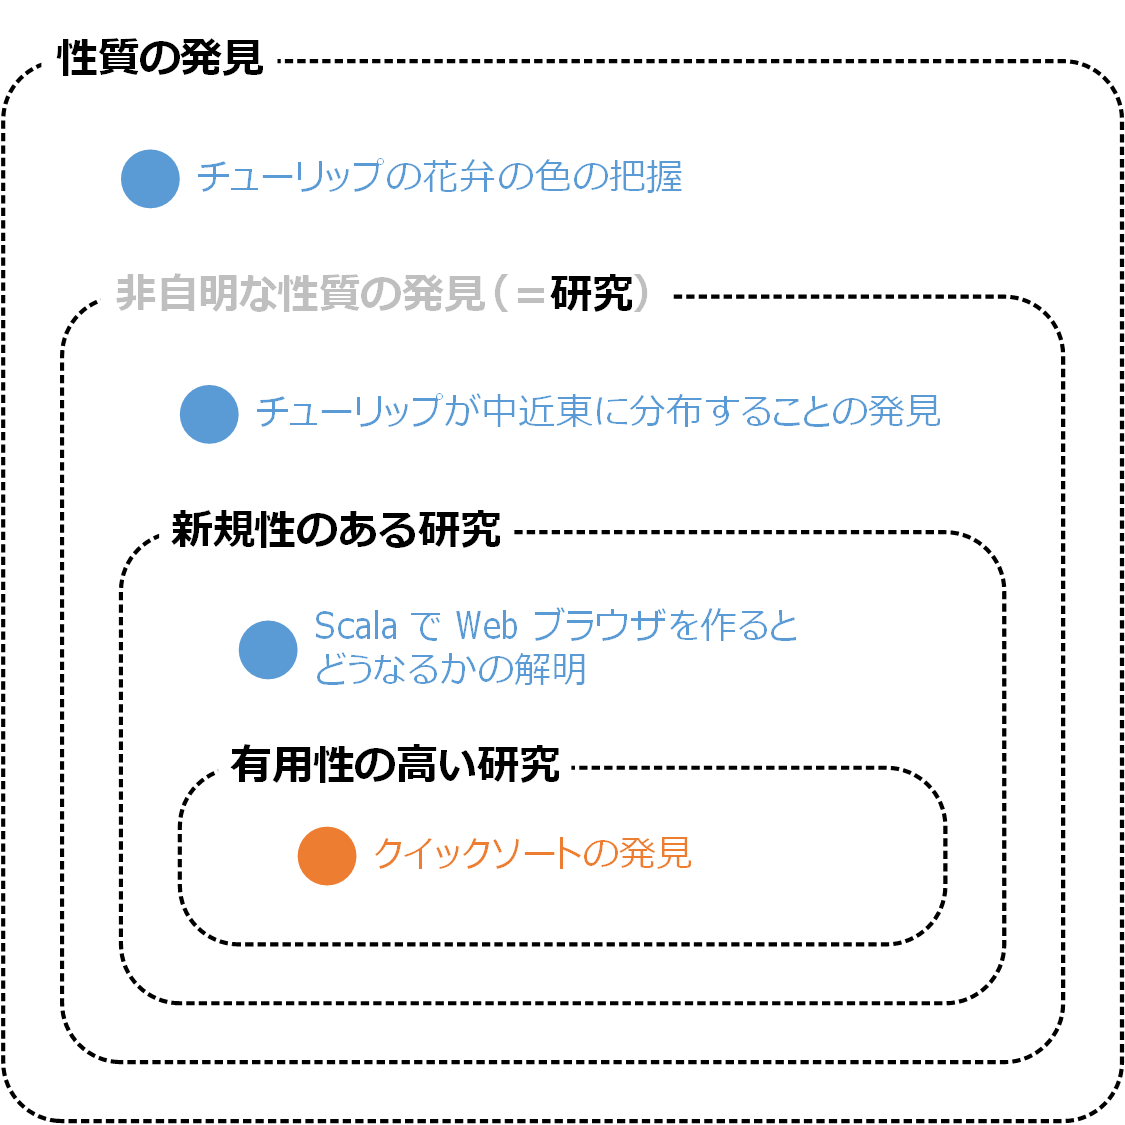 性質の発見
チューリップの花弁の色の把握
非自明な性質の発見(=研究)
チューリップが中近東に分布することの発見
新規性のある研究
Scala で Web ブラウザを作ると
どうなるかの解明
有用性の高い研究
クイックソートの発見